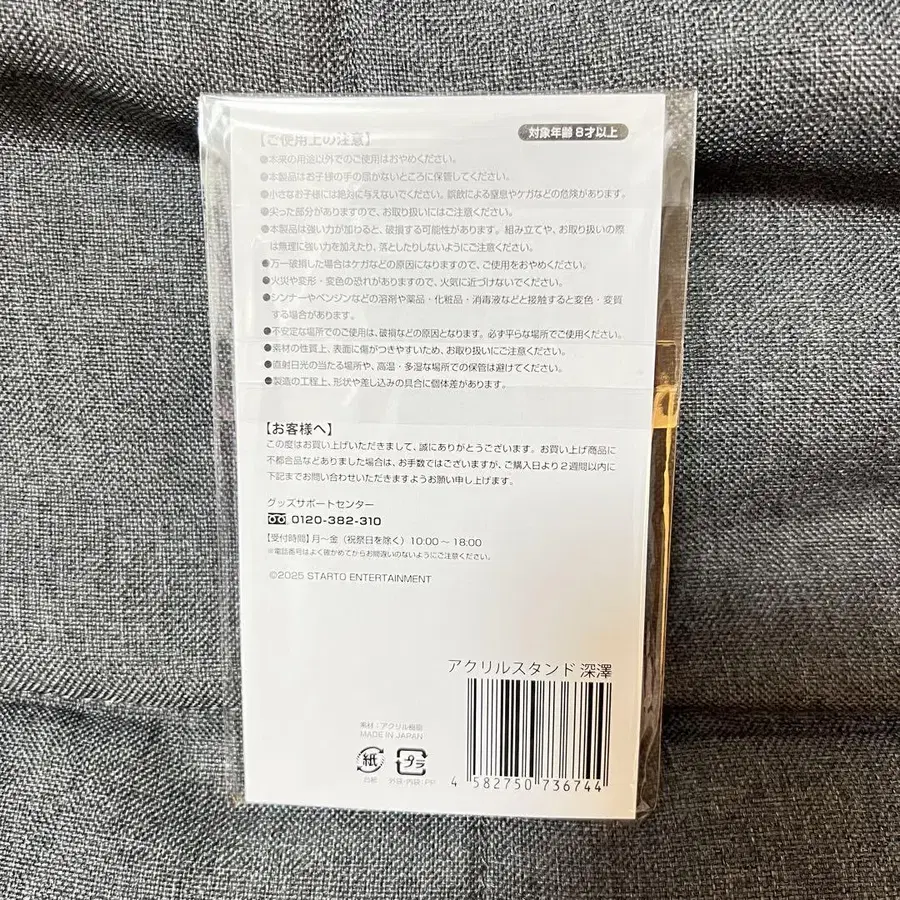 【ご使用上の注意】
対象年齢 8才以上
●本来の用途以外でのご使用はおやめください。
●本製品はお子様の手の届かないところに保管してください。
●小さなお子様には絶対に与えないでください。誤飲による窒息やケガなどの危険があります。
●尖った部分がありますので、お取り扱いにはご注意ください。
●本製品は強い力が加わると、破損する可能性があります。組み立てや、お取り扱いの際
は無理に強い力を加えたり、落としたりしないようにご注意ください。
●万一破損した場合はケガなどの原因になりますので、ご使用をおやめください。
●火災や変形・変色の恐れがありますので、火気に近づけないでください。
●シンナーやベンジンなどの溶剤や薬品・化粧品・消毒液などと接触すると変色・変質
する場合があります。
●不安定な場所でのご使用は、破損などの原因となります。必ず平らな場所でご使用ください。
●素材の性質上、表面に傷がつきやすいため、お取り扱いにご注意ください。
●直射日光の当たる場所や、高温・多湿な場所での保管は避けてください。
●製造の工程上、形状や差し込みの具合に個体差があります。
【お客様へ】
この度はお買い上げいただきまして、誠にありがとうございます。お買い上げ商品に
不都合品などありました場合は、お手数ではございますが、ご購入日より2週間以内に
下記までお問い合わせいただきますようお願い申し上げます。
グッズサポートセンター
0120-382-310
【受付時間】月～金（祝祭日を除く）10:00～18:00
※電話番号はよく確かめてからお間違いのないようにご注意ください。
©2025 STARTO ENTERTAINMENT
アクリルスタンド 深澤
素材：アクリル樹脂
MADE IN JAPAN
紙 プラ
台紙 外袋・内袋：PP
4 582750 736744